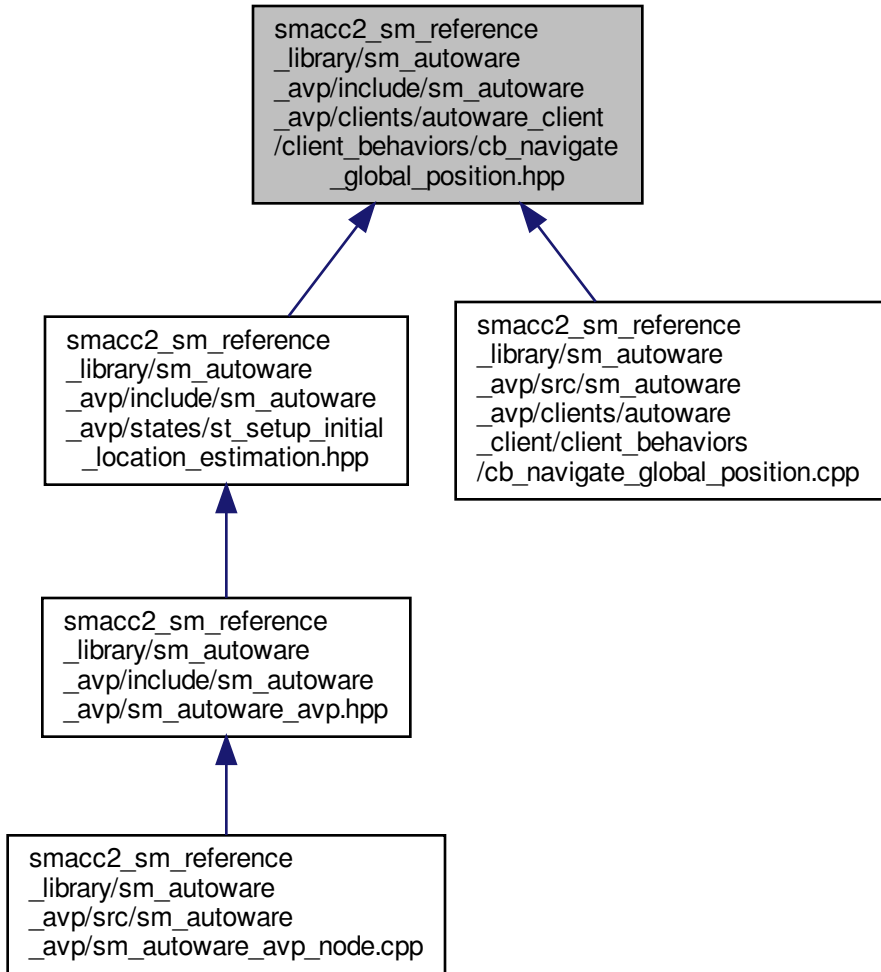 smacc2_sm_reference
_library/sm_autoware
_avp/include/sm_autoware
_avp/clients/autoware_client
/client_behaviors/cb_navigate
_global_position.hpp
smacc2_sm_reference
_library/sm_autoware
_avp/include/sm_autoware
_avp/states/st_setup_initial
_location_estimation.hpp
smacc2_sm_reference
_library/sm_autoware
_avp/src/sm_autoware
_avp/clients/autoware
_client/client_behaviors
/cb_navigate_global_position.cpp
smacc2_sm_reference
_library/sm_autoware
_avp/include/sm_autoware
_avp/sm_autoware_avp.hpp
smacc2_sm_reference
_library/sm_autoware
_avp/src/sm_autoware
_avp/sm_autoware_avp_node.cpp